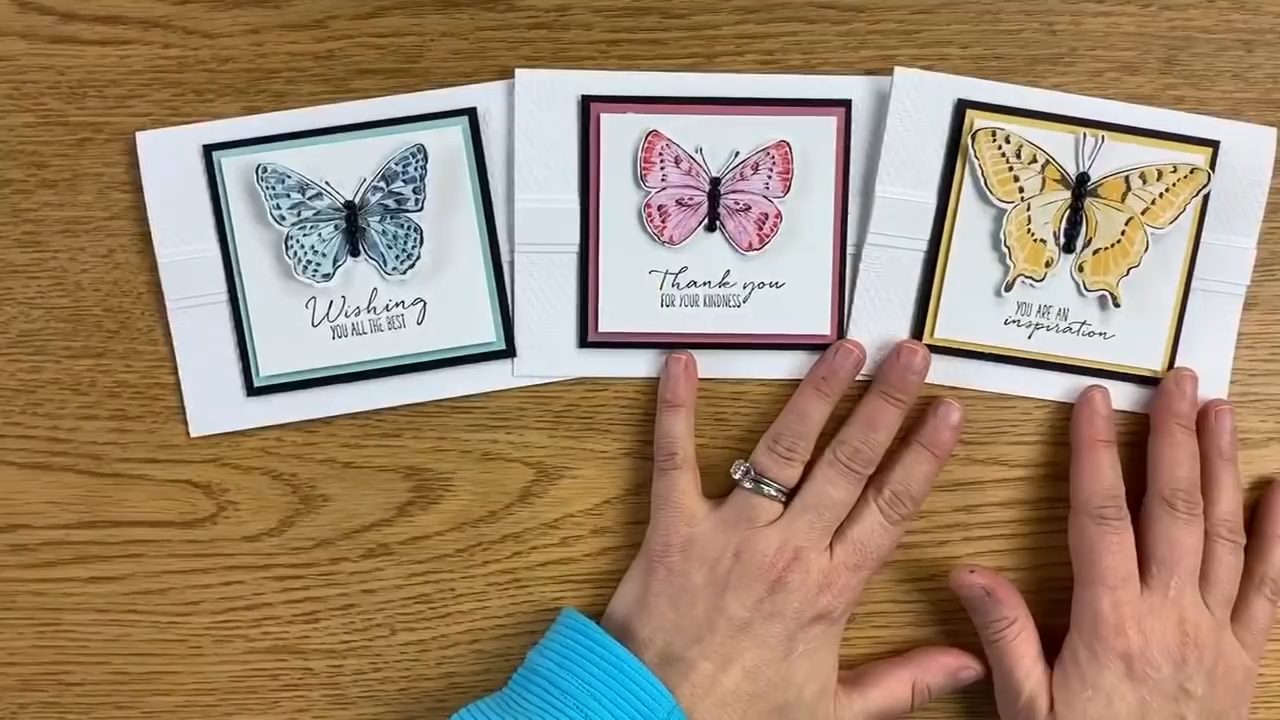 Wishing
YOU ALL THE BEST
Thank you
FOR YOUR KINDNESS
YOU ARE AN
inspiration